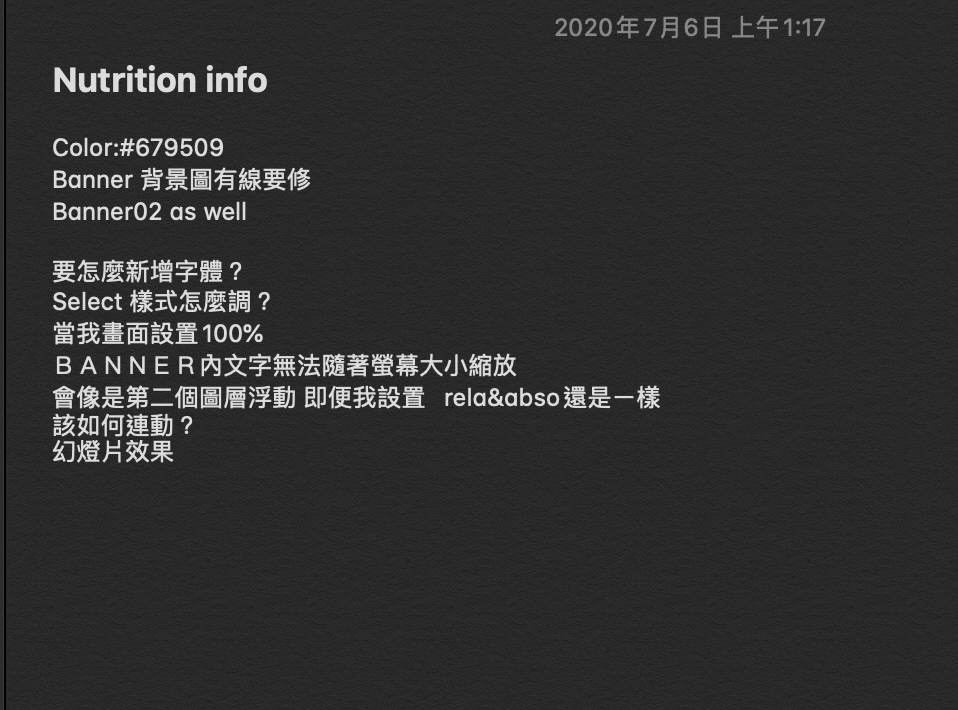 2020年7月6日 上午1:17
Nutrition info
Color:#679509
Banner 背景圖有線要修
Banner02 as well
要怎麼新增字體？
Select 樣式怎麼調？
當我畫面設置100%
ＢＡＮＮＥＲ內文字無法隨著螢幕大小縮放
會像是第二個圖層浮動 即便我設置 rela&abso還是一樣
該如何連動？
幻燈片效果